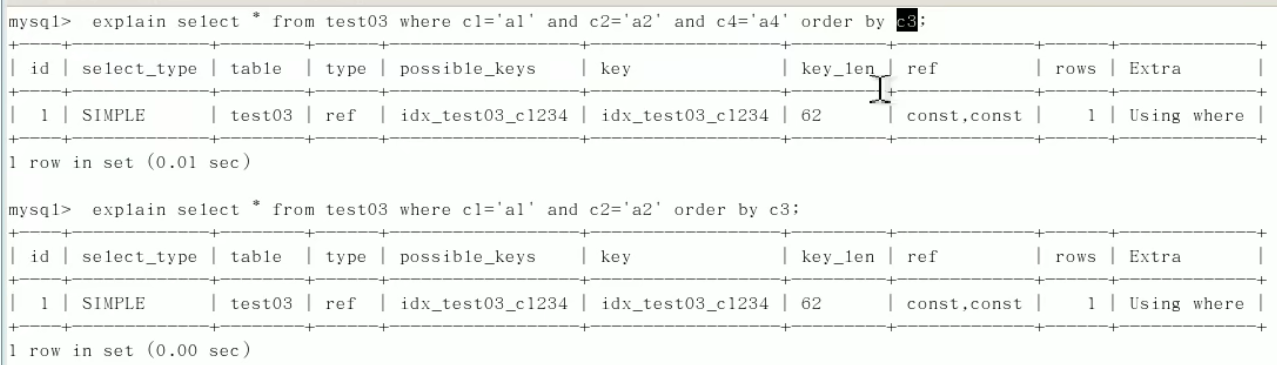 mysql>  explain select * from test03 where c1='a1' and c2='a2' and c4='a4' order by c3;
+----+-------------+--------+------+-----------------+-----------------+---------+-------------+------+-------------+
| id | select_type | table | type | possible_keys | key | key_len | ref | rows | Extra |
+----+-------------+--------+------+-----------------+-----------------+---------+-------------+------+-------------+
| 1 | SIMPLE | test03 | ref | idx_test03_c1234 | idx_test03_c1234 | 62 | const,const | 1 | Using where |
+----+-------------+--------+------+-----------------+-----------------+---------+-------------+------+-------------+
1 row in set (0.01 sec)
mysql>  explain select * from test03 where c1='a1' and c2='a2' order by c3;
+----+-------------+--------+------+-----------------+-----------------+---------+-------------+------+-------------+
| id | select_type | table | type | possible_keys | key | key_len | ref | rows | Extra |
+----+-------------+--------+------+-----------------+-----------------+---------+-------------+------+-------------+
| 1 | SIMPLE | test03 | ref | idx_test03_c1234 | idx_test03_c1234 | 62 | const,const | 1 | Using where |
+----+-------------+--------+------+-----------------+-----------------+---------+-------------+------+-------------+
1 row in set (0.00 sec)